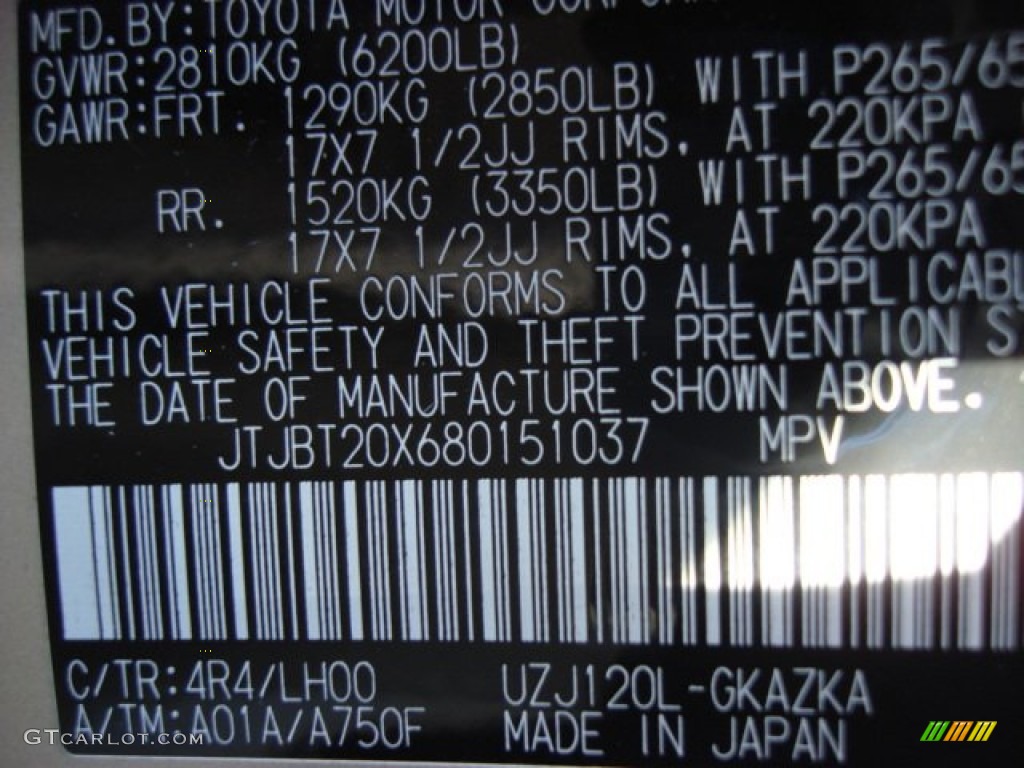 MFD.BY:TOYOTA MOTOR
GVWR:2810KG (6200LB)
GAWR:FRT. 1290KG (2850LB) WITH P265/65
17X7 1/2JJ RIMS, AT 220KPA
RR. 1520KG (3350LB) WITH P265/65
17X7 1/2JJ RIMS, AT 220KPA
THIS VEHICLE CONFORMS TO ALL
VEHICLE SAFETY AND THEFT PREVENTION
THE DATE OF MANUFACTURE SHOWN ABOVE.
JTJBT20X680151037 MPV
C/TR:4R4/LH00 UZJ120L-GKAZKA
A/TM:A01A/A750F MADE IN JAPAN
GTCARLOT.COM